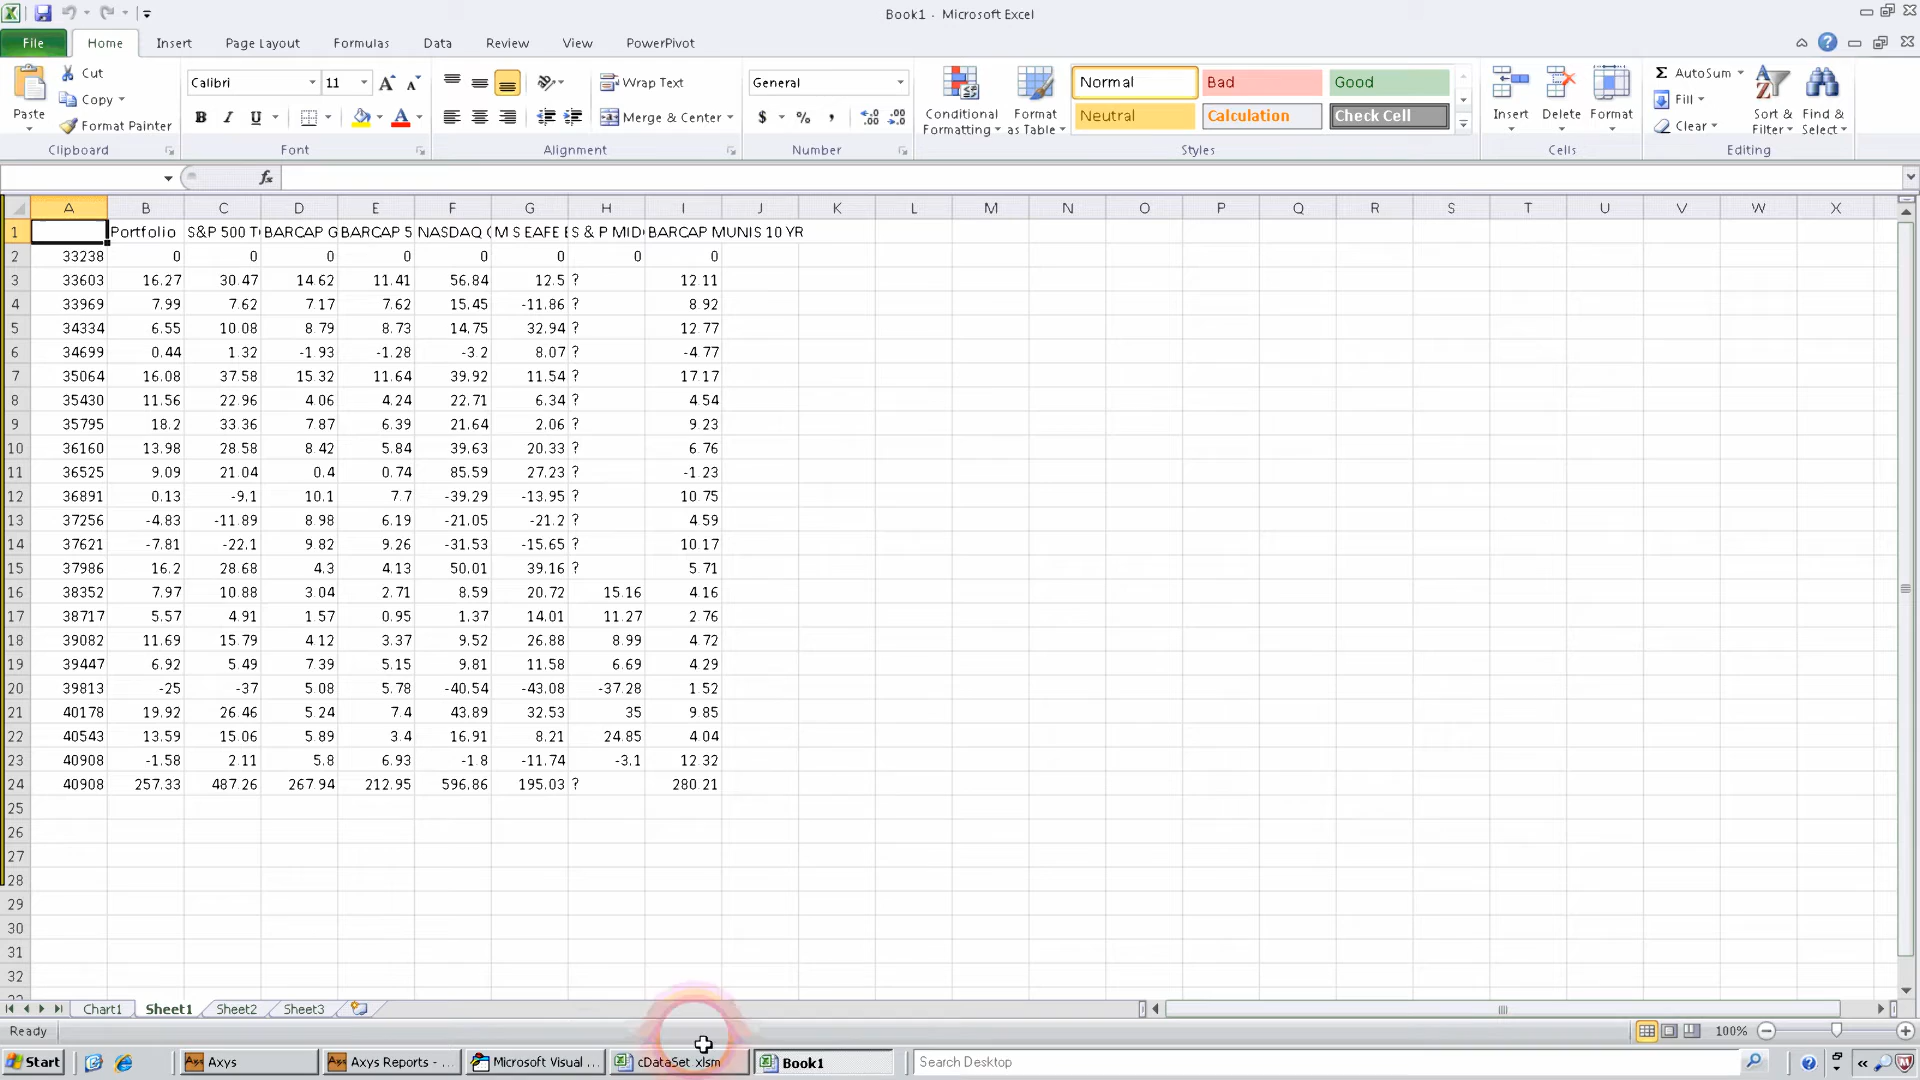 Book1 - Microsoft Excel
File Home Insert Page Layout Formulas Data Review View PowerPivot
Paste
Cut
Copy
Format Painter
Clipboard
Calibri 11
B I U
Font
Wrap Text
Merge & Center
Alignment
General
$ % ,
Number
Conditional Formatting
Format as Table
Normal Bad Good
Neutral Calculation Check Cell
Styles
Insert Delete Format
Cells
AutoSum
Fill
Clear
Sort & Filter
Find & Select
Editing
fx
A B C D E F G H I J K L M N O P Q R S T U V W X
1 Portfolio S&P 500 T BARCAP G BARCAP 5 NASDAQ ( M S EAFE E S & P MID BARCAP MUNIS 10 YR
2 33238 0 0 0 0 0 0 0 0
3 33603 16.27 30.47 14.62 11.41 56.84 12.5 ? 12.11
4 33969 7.99 7.62 7.17 7.62 15.45 -11.86 ? 8.92
5 34334 6.55 10.08 8.79 8.73 14.75 32.94 ? 12.77
6 34699 0.44 1.32 -1.93 -1.28 -3.2 8.07 ? -4.77
7 35064 16.08 37.58 15.32 11.64 39.92 11.54 ? 17.17
8 35430 11.56 22.96 4.06 4.24 22.71 6.34 ? 4.54
9 35795 18.2 33.36 7.87 6.39 21.64 2.06 ? 9.23
10 36160 13.98 28.58 8.42 5.84 39.63 20.33 ? 6.76
11 36525 9.09 21.04 0.4 0.74 85.59 27.23 ? -1.23
12 36891 0.13 -9.1 10.1 7.7 -39.29 -13.95 ? 10.75
13 37256 -4.83 -11.89 8.98 6.19 -21.05 -21.2 ? 4.59
14 37621 -7.81 -22.1 9.82 9.26 -31.53 -15.65 ? 10.17
15 37986 16.2 28.68 4.3 4.13 50.01 39.16 ? 5.71
16 38352 7.97 10.88 3.04 2.71 8.59 20.72 15.16 4.16
17 38717 5.57 4.91 1.57 0.95 1.37 14.01 11.27 2.76
18 39082 11.69 15.79 4.12 3.37 9.52 26.88 8.99 4.72
19 39447 6.92 5.49 7.39 5.15 9.81 11.58 6.69 4.29
20 39813 -25 -37 5.08 5.78 -40.54 -43.08 -37.28 1.52
21 40178 19.92 26.46 5.24 7.4 43.89 32.53 35 9.85
22 40543 13.59 15.06 5.89 3.4 16.91 8.21 24.85 4.04
23 40908 -1.58 2.11 5.8 6.93 -1.8 -11.74 -3.1 12.32
24 40908 257.33 487.26 267.94 212.95 596.86 195.03 ? 280.21
25
26
27
28
29
30
31
32
Chart1 Sheet1 Sheet2 Sheet3
Ready
100%
Start Axys Axys Reports - ... Microsoft Visual ... cDataSet.xlsm Book1 Search Desktop